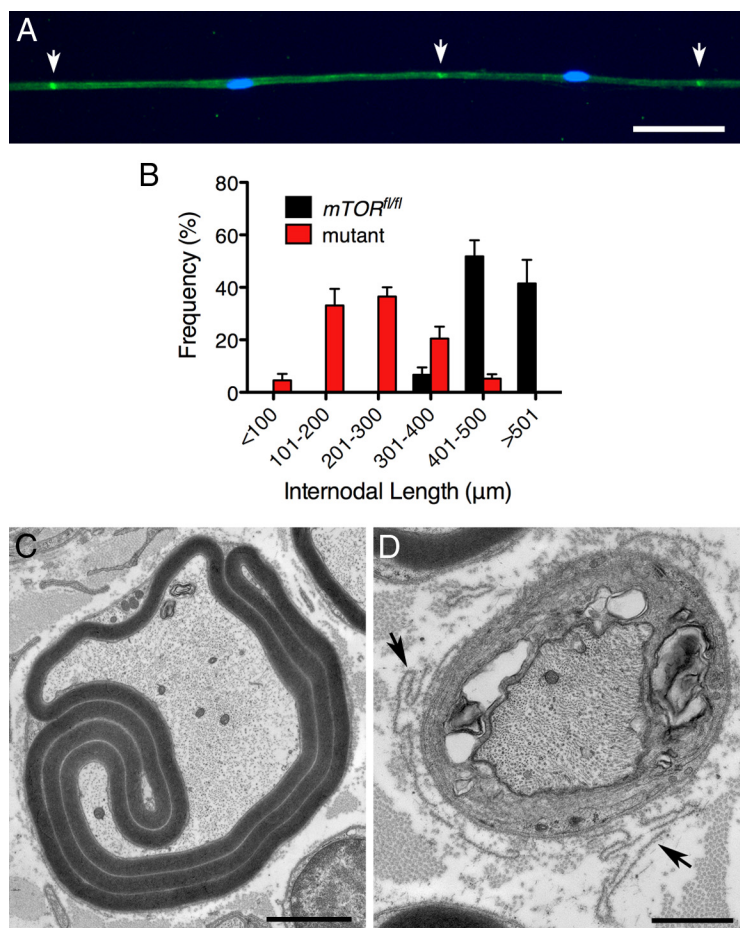 A
B
80
60
40
20
0
Frequency (%)
mTORfl/fl
mutant
<100
101-200
201-300
301-400
401-500
>501
Internodal Length (µm)
C
D